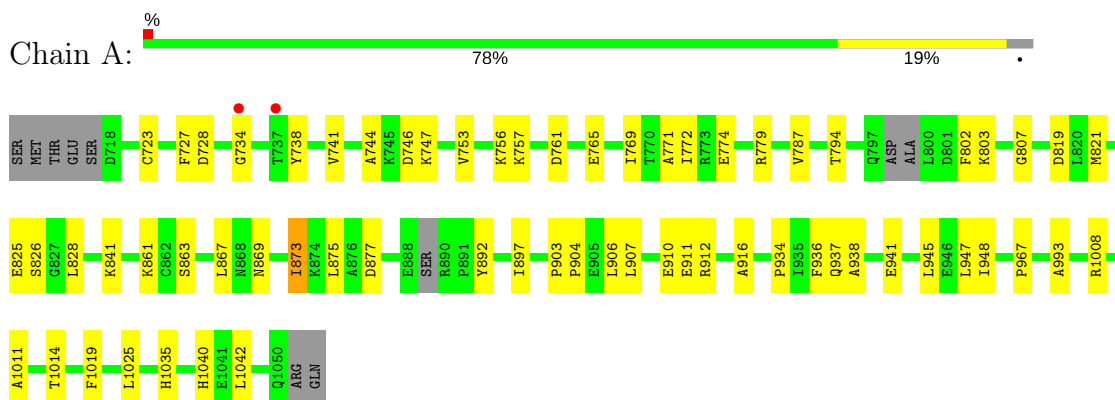 %
Chain A:
78% 19% •
SER MET THR GLU SER D718 C723 F727 D728 G734 T737 Y738 V741 A744 K745 D746 K747 V753 K756 K757 D761 E765 I769 T770 A771 I772 R773 E774 R779 V787 T794 Q797 ASP ALA L800 D801 F802 K803 G807 D819 L820 M821
E825 S826 G827 L828 K841 K861 C862 S863 L867 N868 N869 I873 K874 L875 A876 D877 E888 SER R890 P891 Y892 I897 P903 P904 E905 L906 L907 E910 E911 R912 A916 P934 I935 F936 Q937 A938 E941 L945 E946 L947 I948 P967 A993 R1008
A1011 T1014 F1019 L1025 H1035 H1040 E1041 L1042 Q1050 ARG GLN